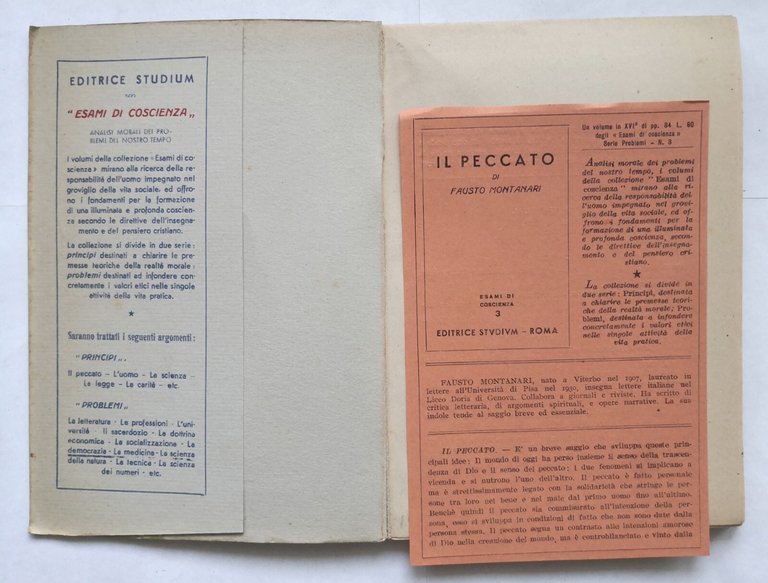 EDITRICE STUDIUM
"ESAMI DI COSCIENZA„
ANALISI MORALI DEI PRO-
BLEMI DEL NOSTRO TEMPO
I volumi della collezione «Esami di co-
scienza» mirano alla ricerca della re-
sponsabilità dell'uomo impegnato nel
groviglio della vita sociale, ed offro-
no i fondamenti per la formazione
di una illuminata e profonda coscien-
za secondo le direttive dell'insegna-
mento e del pensiero cristiano.
La collezione si divide in due serie:
principi destinati a chiarire le pre-
messe teoriche della realtà morale;
problemi destinati ad infondere con-
cretamente i valori etici nelle singole
attività della vita pratica.
★
Saranno trattati i seguenti argomenti:
"PRINCIPI„
Il peccato - L'uomo - La scienza -
La legge - La carità - etc.
"PROBLEMI„
La letteratura - Le professioni - L'uni-
versità - Il sacerdozio - La dottrina
economica - La socializzazione - La
democrazia - La medicina - La scienza
della natura - La tecnica - La scienza
dei numeri - etc.
IL PECCATO
DI
FAUSTO MONTANARI
ESAMI DI
COSCIENZA
3
EDITRICE STVDIVM - ROMA
Un volume in XVI° di pp. 84 L. 60
degli «Esami di coscienza»
Serie Problemi - N. 3
Analisi morale dei problemi
del nostro tempo, i volumi
della collezione "Esami di
coscienza" mirano alla ri-
cerca della responsabilità del-
l'uomo impegnato nel grovi-
glio della vita sociale, ed of-
frono i fondamenti per la
formazione di una illuminata
e profonda coscienza, secon-
do le direttive dell'insegna-
mento e del pensiero cri-
stiano.
★
La collezione si divide in
due serie: Principi, destinata
a chiarire le premesse teori-
che della realtà morale; Pro-
blemi, destinata a infondere
concretamente i valori etici
nelle singole attività della
vita pratica.
FAUSTO MONTANARI, nato a Viterbo nel 1907, laureato in
lettere all'Università di Pisa nel 1930, insegna lettere italiane nel
Liceo Doria di Genova. Collabora a giornali e riviste. Ha scritto di
critica letteraria, di argomenti spirituali, e opere narrative. La sua
indole tende al saggio breve ed essenziale.
IL PECCATO. — E' un breve saggio che sviluppa queste prin-
cipali idee: Il mondo di oggi ha perso insieme il senso della trascen-
denza di Dio e il senso del peccato; i due fenomeni si implicano a
vicenda e si nutrono l'uno dell'altro. Il peccato è fatto personale
ma è strettissimamente legato con la solidarietà che stringe le per-
sone tra loro nel bene e nel male dal primo uomo fino all'ultimo.
Benchè quindi il peccato sia commisurato all'intenzione della per-
sona, esso si sviluppa in condizioni di fatto che non sono date dalla
persona stessa. Il peccato segna un contrasto alle intenzioni amorose
di Dio nella creazione del mondo, ma è controbilanciato e vinto dalla